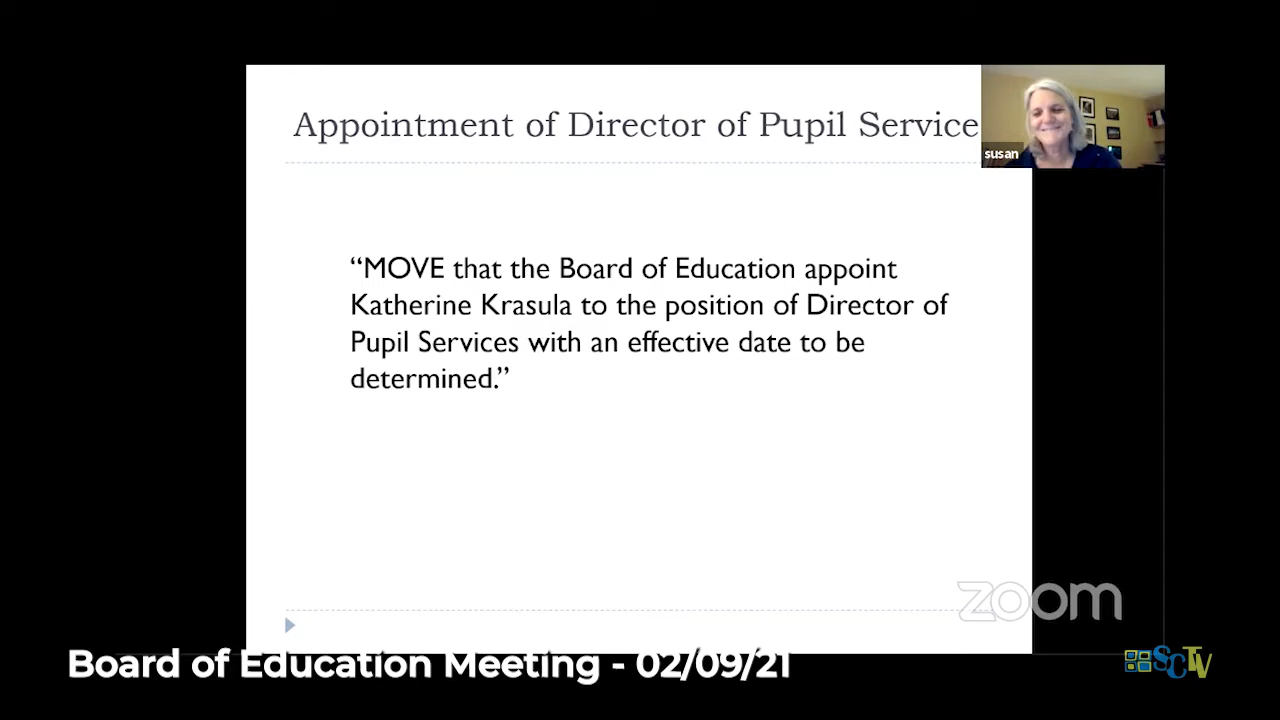 Appointment of Director of Pupil Service
susan
“MOVE that the Board of Education appoint
Katherine Krasula to the position of Director of
Pupil Services with an effective date to be
determined.”
zoom
Board of Education Meeting - 02/09/21
SCTV